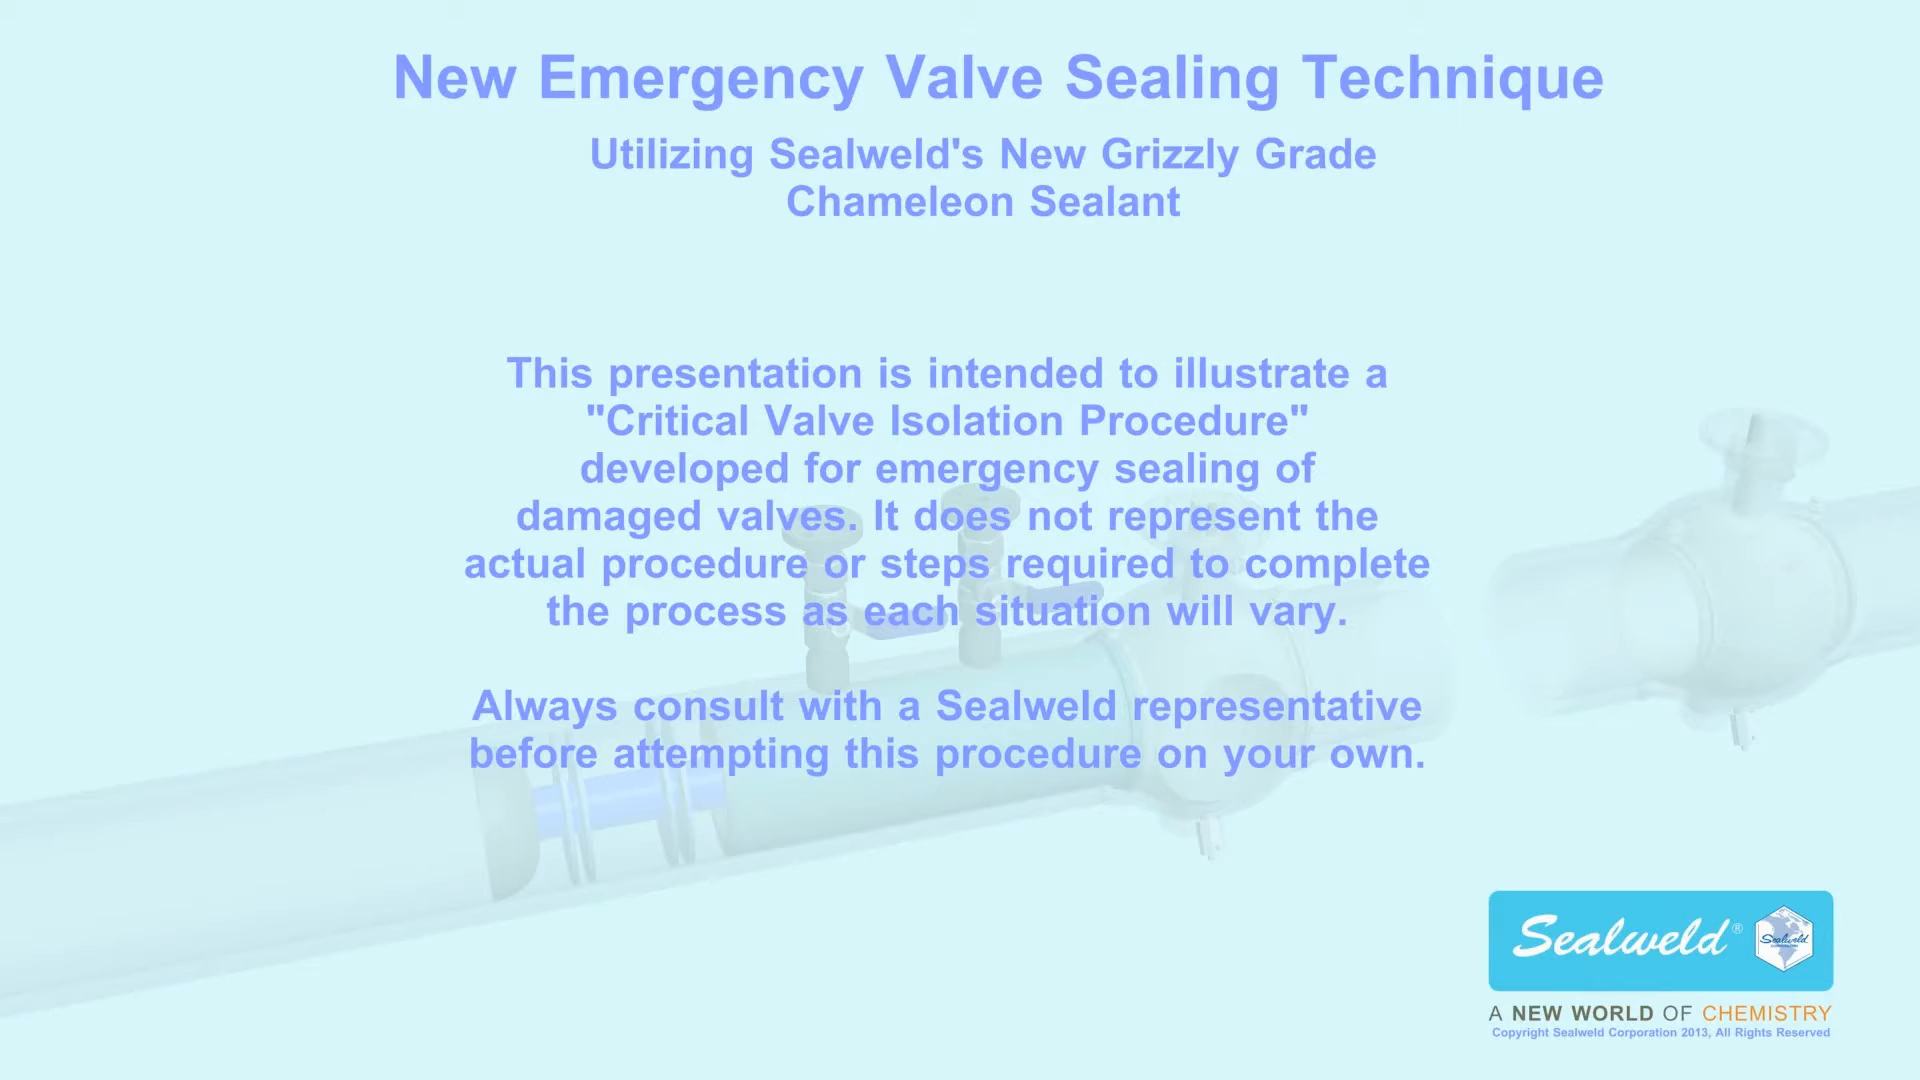 New Emergency Valve Sealing Technique
Utilizing Sealweld's New Grizzly Grade
Chameleon Sealant
This presentation is intended to illustrate a
"Critical Valve Isolation Procedure"
developed for emergency sealing of
damaged valves. It does not represent the
actual procedure or steps required to complete
the process as each situation will vary.
Always consult with a Sealweld representative
before attempting this procedure on your own.
Sealweld®
Sealweld
A NEW WORLD OF CHEMISTRY
Copyright Sealweld Corporation 2013, All Rights Reserved